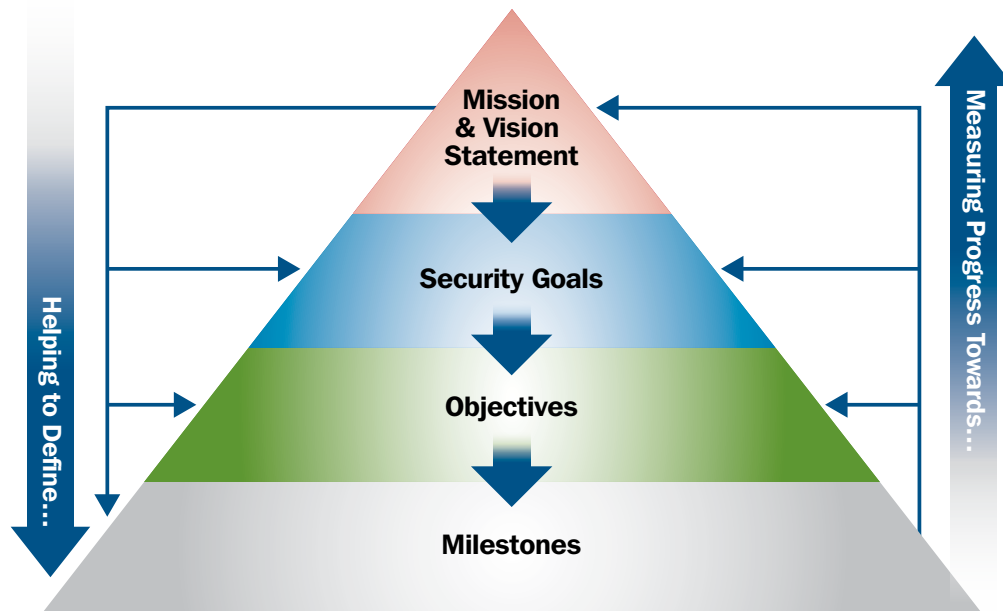 Mission
& Vision
Statement
Security Goals
Objectives
Milestones
Helping to Define...
Measuring Progress Towards...